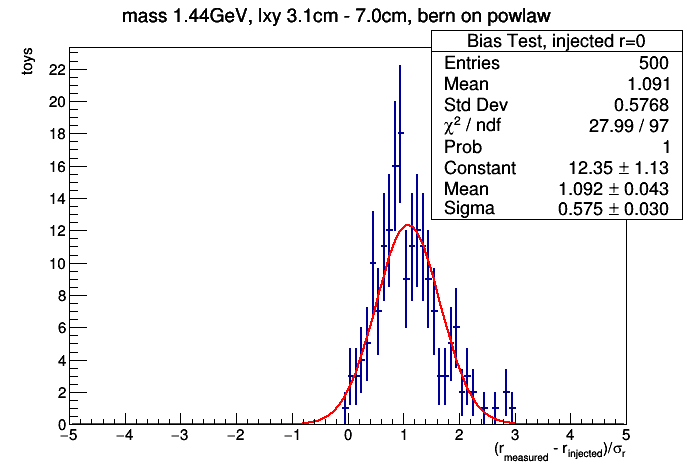 mass 1.44GeV, lxy 3.1cm - 7.0cm, bern on powlaw
Bias Test, injected r=0
Entries 500
Mean 1.091
Std Dev 0.5768
χ² / ndf 27.99 / 97
Prob 1
Constant 12.35 ± 1.13
Mean 1.092 ± 0.043
Sigma 0.575 ± 0.030
toys
22
20
18
16
14
12
10
8
6
4
2
0
−5 −4 −3 −2 −1 0 1 2 3 4 5
(r_measured - r_injected)/σ_r